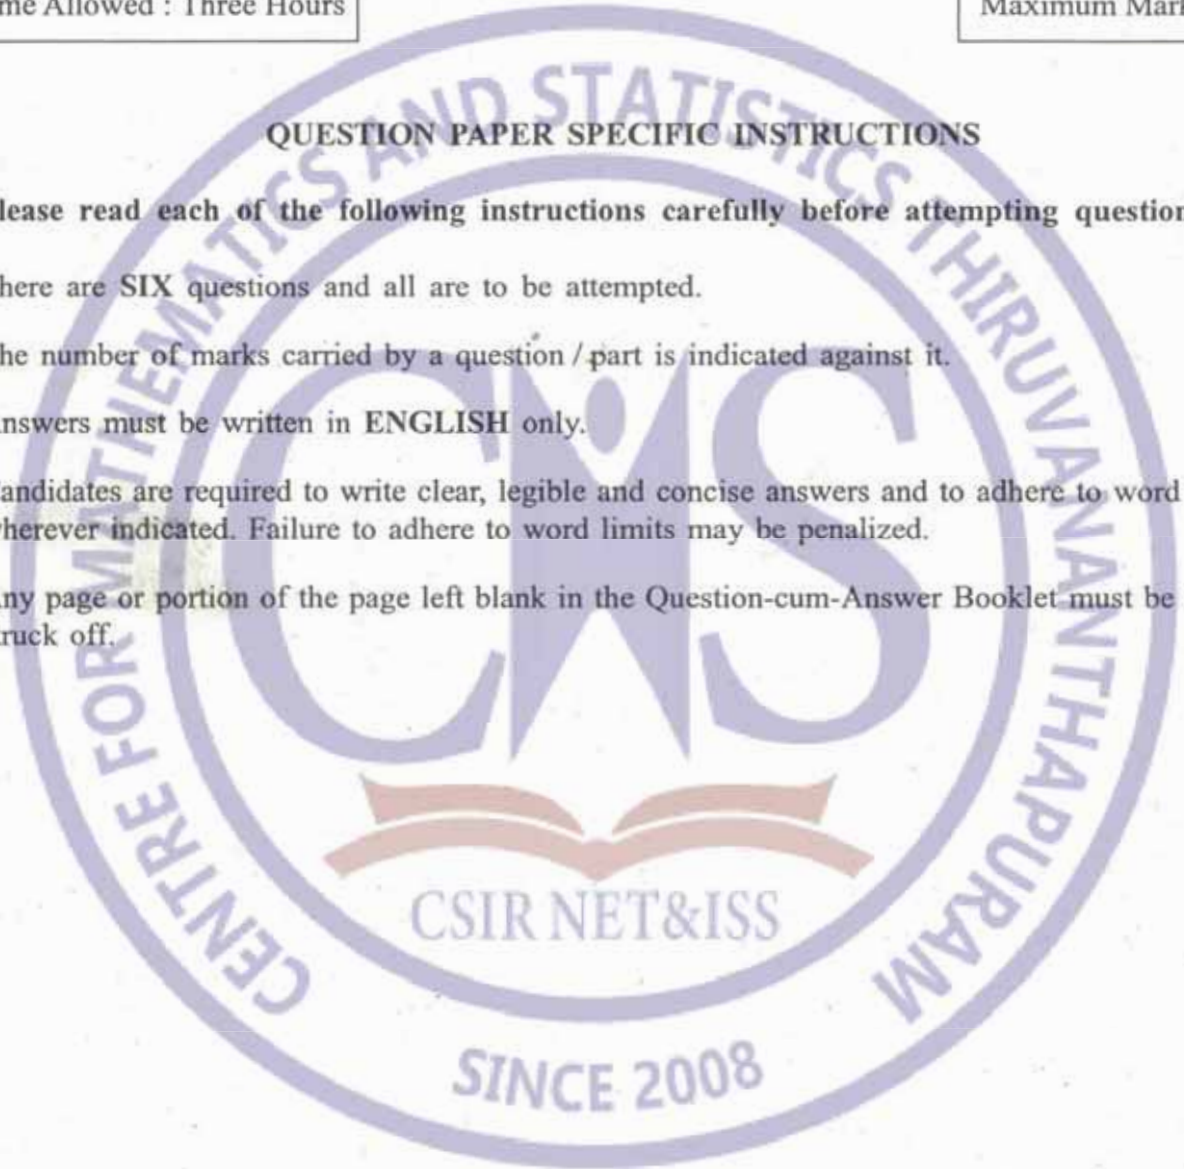 me Allowed : Three Hours
Maximum Mar
QUESTION PAPER SPECIFIC INSTRUCTIONS
lease read each of the following instructions carefully before attempting question
here are SIX questions and all are to be attempted.
he number of marks carried by a question / part is indicated against it.
nswers must be written in ENGLISH only.
andidates are required to write clear, legible and concise answers and to adhere to word
herever indicated. Failure to adhere to word limits may be penalized.
ny page or portion of the page left blank in the Question-cum-Answer Booklet must be
ruck off.
CENTRE FOR MATHEMATICS AND STATISTICS THIRUVANANTHAPURAM
CMS
CSIR NET&ISS
SINCE 2008